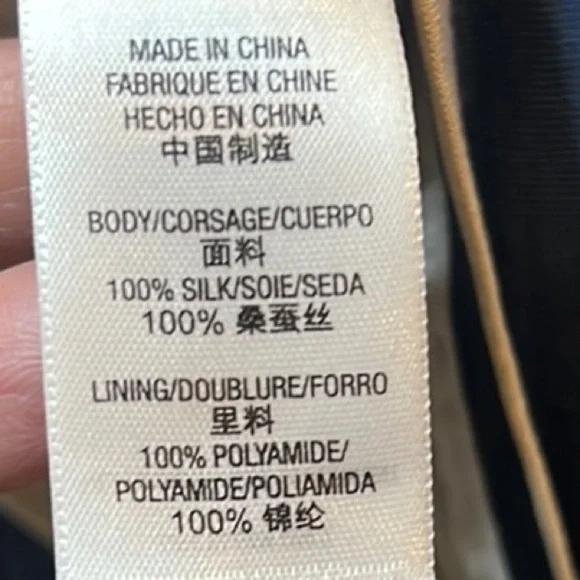 MADE IN CHINA
FABRIQUE EN CHINE
HECHO EN CHINA
中国制造
BODY/CORSAGE/CUERPO
面料
100% SILK/SOIE/SEDA
100% 桑蚕丝
LINING/DOUBLURE/FORRO
里料
100% POLYAMIDE/
POLYAMIDE/POLIAMIDA
100% 锦纶